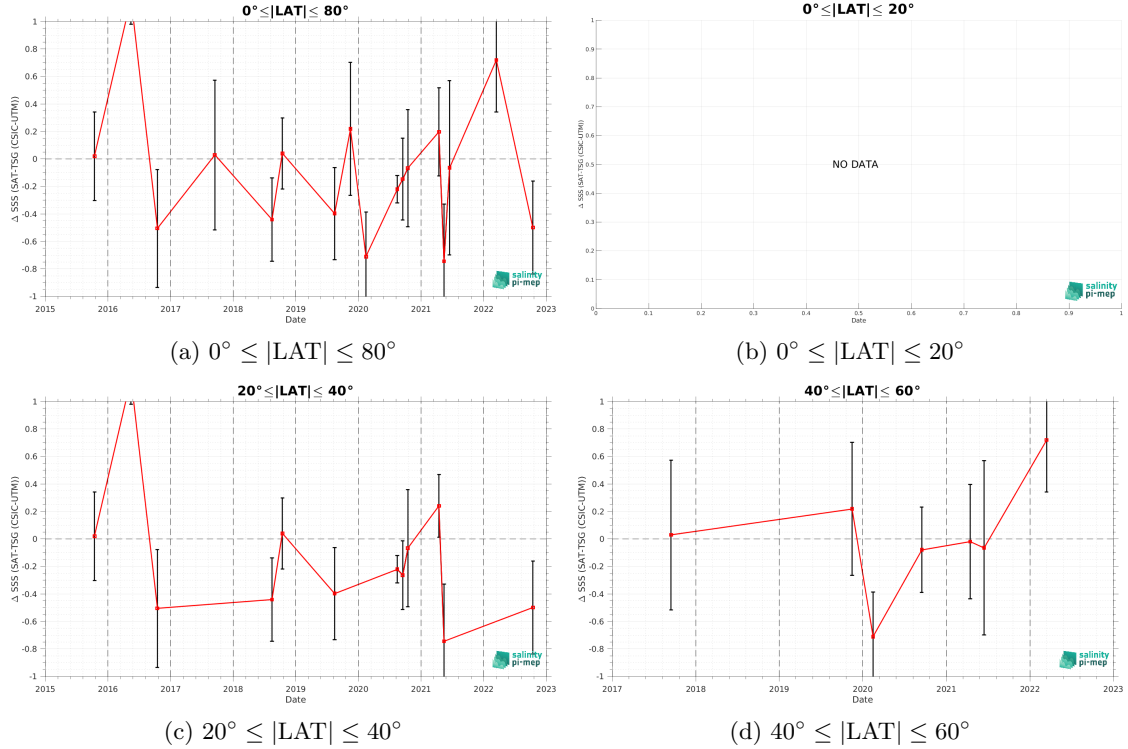 0°≤|LAT|≤ 80°
Δ SSS (SAT-TSG (CSIC-UTM))
1
0.8
0.6
0.4
0.2
0
-0.2
-0.4
-0.6
-0.8
-1
2015 2016 2017 2018 2019 2020 2021 2022 2023
Date
salinity
pi-mep
(a) 0° ≤ |LAT| ≤ 80°
0°≤|LAT|≤ 20°
Δ SSS (SAT-TSG (CSIC-UTM))
1
0.9
0.8
0.7
0.6
0.5
0.4
0.3
0.2
0.1
0
NO DATA
0 0.1 0.2 0.3 0.4 0.5 0.6 0.7 0.8 0.9 1
Date
salinity
pi-mep
(b) 0° ≤ |LAT| ≤ 20°
20°≤|LAT|≤ 40°
Δ SSS (SAT-TSG (CSIC-UTM))
1
0.8
0.6
0.4
0.2
0
-0.2
-0.4
-0.6
-0.8
-1
2015 2016 2017 2018 2019 2020 2021 2022 2023
Date
salinity
pi-mep
(c) 20° ≤ |LAT| ≤ 40°
40°≤|LAT|≤ 60°
Δ SSS (SAT-TSG (CSIC-UTM))
1
0.8
0.6
0.4
0.2
0
-0.2
-0.4
-0.6
-0.8
-1
2017 2018 2019 2020 2021 2022 2023
Date
salinity
pi-mep
(d) 40° ≤ |LAT| ≤ 60°